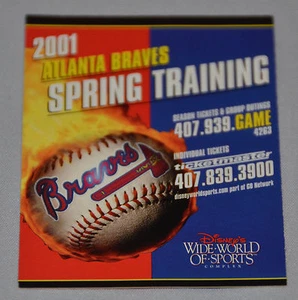 2001
ATLANTA BRAVES
SPRING TRAINING
SEASON TICKETS & GROUP OUTINGS
407.939.GAME
4263
INDIVIDUAL TICKETS
ticketmaster
407.839.3900
disneyworldsports.com part of GO Network
Braves
DISNEY'S
WIDE WORLD
OF SPORTS
COMPLEX